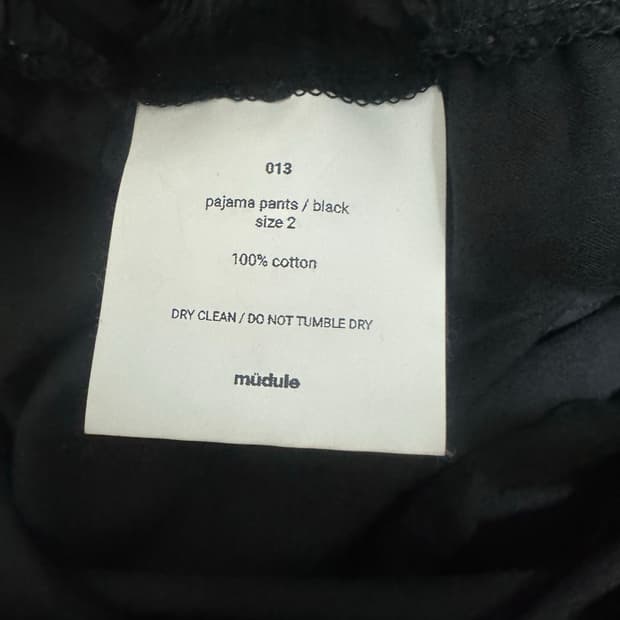 013
pajama pants / black
size 2
100% cotton
DRY CLEAN / DO NOT TUMBLE DRY
müdule